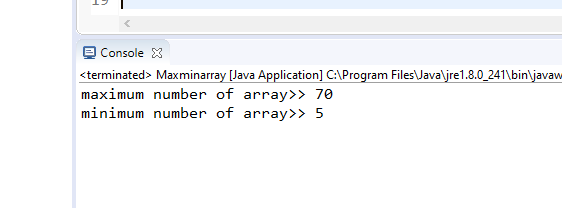 19
Console
<terminated> Maxminarray [Java Application] C:\Program Files\Java\jre1.8.0_241\bin\javaw
maximum number of array>> 70
minimum number of array>> 5